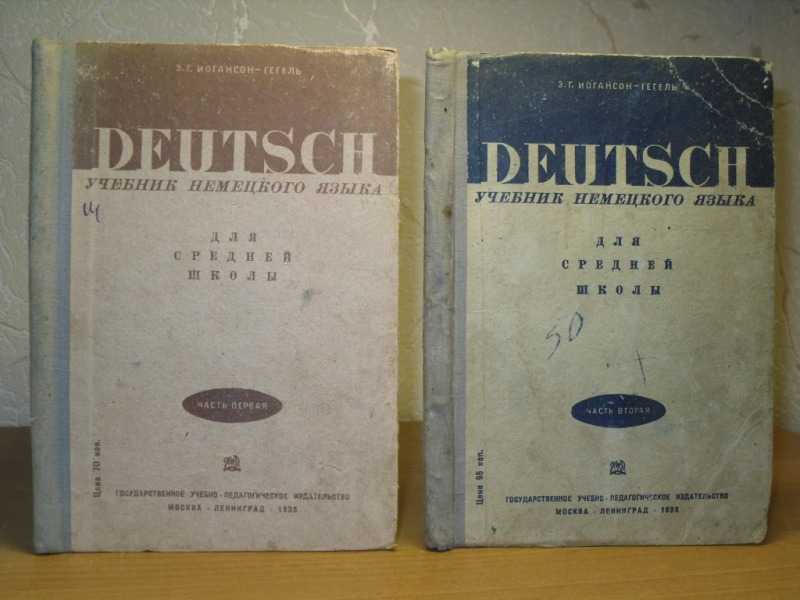 Э. Г. ИОГАНСОН-ГЕГЕЛЬ
DEUTSCH
УЧЕБНИК НЕМЕЦКОГО ЯЗЫКА
ДЛЯ
СРЕДНЕЙ
ШКОЛЫ
ЧАСТЬ ПЕРВАЯ
Цена 70 коп.
ГОСУДАРСТВЕННОЕ УЧЕБНО-ПЕДАГОГИЧЕСКОЕ ИЗДАТЕЛЬСТВО
МОСКВА - ЛЕНИНГРАД - 1935
Э. Г. ИОГАНСОН-ГЕГЕЛЬ
DEUTSCH
УЧЕБНИК НЕМЕЦКОГО ЯЗЫКА
ДЛЯ
СРЕДНЕЙ
ШКОЛЫ
50
ЧАСТЬ ВТОРАЯ
Цена 95 коп.
ГОСУДАРСТВЕННОЕ УЧЕБНО-ПЕДАГОГИЧЕСКОЕ ИЗДАТЕЛЬСТВО
МОСКВА - ЛЕНИНГРАД - 1935